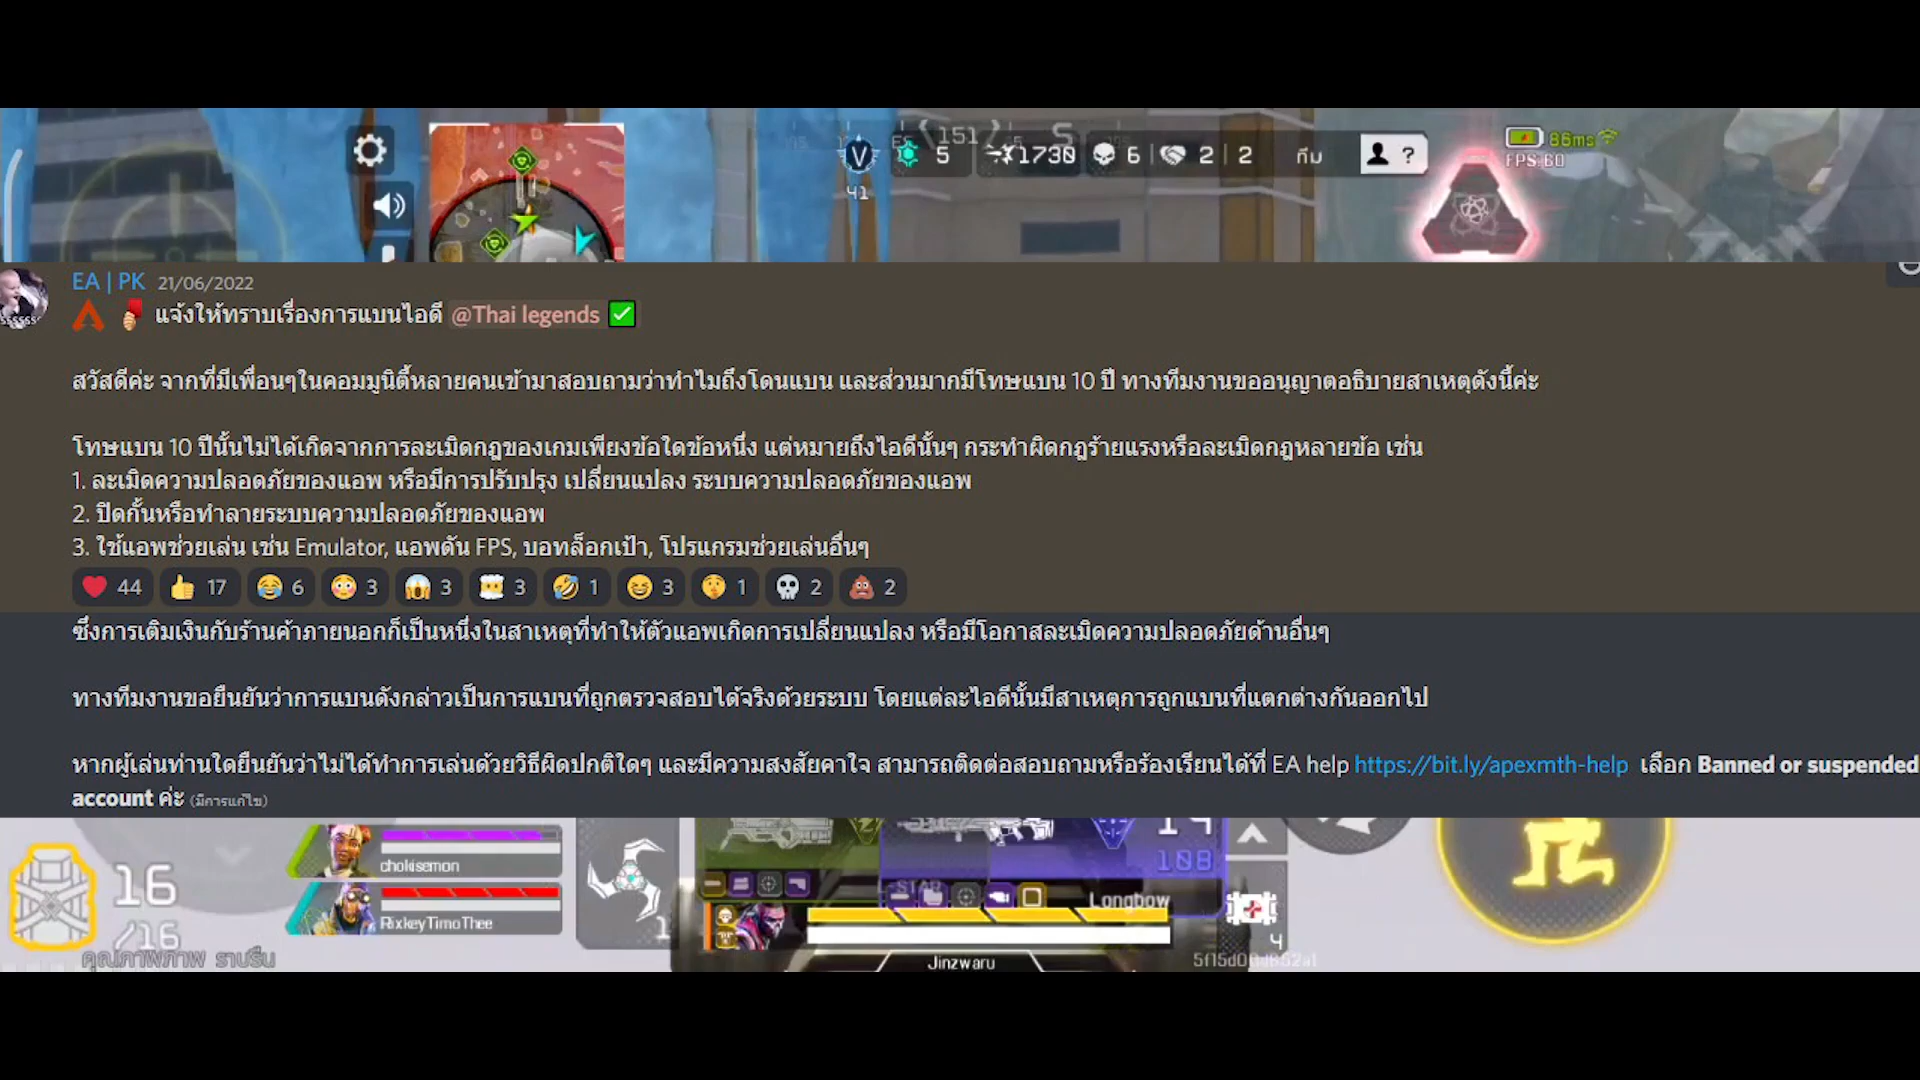 5 1730 6 2 2 ทีม ?
151
86ms
FPS:60
41
EA | PK 21/06/2022
แจ้งให้ทราบเรื่องการแบนไอดี @Thai legends
สวัสดีค่ะ จากที่มีเพื่อนๆในคอมมูนิตี้หลายคนเข้ามาสอบถามว่าทำไมถึงโดนแบน และส่วนมากมีโทษแบน 10 ปี ทางทีมงานขออนุญาตอธิบายสาเหตุดังนี้ค่ะ
โทษแบน 10 ปีนั้นไม่ได้เกิดจากการละเมิดกฎของเกมเพียงข้อใดข้อหนึ่ง แต่หมายถึงไอดีนั้นๆ กระทำผิดกฎร้ายแรงหรือละเมิดกฎหลายข้อ เช่น
1. ละเมิดความปลอดภัยของแอพ หรือมีการปรับปรุง เปลี่ยนแปลง ระบบความปลอดภัยของแอพ
2. ปิดกั้นหรือทำลายระบบความปลอดภัยของแอพ
3. ใช้แอพช่วยเล่น เช่น Emulator, แอพดัน FPS, บอทล็อกเป้า, โปรแกรมช่วยเล่นอื่นๆ
44 17 6 3 3 3 1 3 1 2 2
ซึ่งการเติมเงินกับร้านค้าภายนอกก็เป็นหนึ่งในสาเหตุที่ทำให้ตัวแอพเกิดการเปลี่ยนแปลง หรือมีโอกาสละเมิดความปลอดภัยด้านอื่นๆ
ทางทีมงานขอยืนยันว่าการแบนดังกล่าวเป็นการแบนที่ถูกตรวจสอบได้จริงด้วยระบบ โดยแต่ละไอดีนั้นมีสาเหตุการถูกแบนที่แตกต่างกันออกไป
หากผู้เล่นท่านใดยืนยันว่าไม่ได้ทำการเล่นด้วยวิธีผิดปกติใดๆ และมีความสงสัยคาใจ สามารถติดต่อสอบถามหรือร้องเรียนได้ที่ EA help https://bit.ly/apexmth-help เลือก Banned or suspended
account ค่ะ (มีการแก้ไข)
108
chokisemon
16
L-STAR
Longbow
RixkeyTimoThee
/16
1
4
คุณภาพภาพ ราบรื่น
Jinzwaru